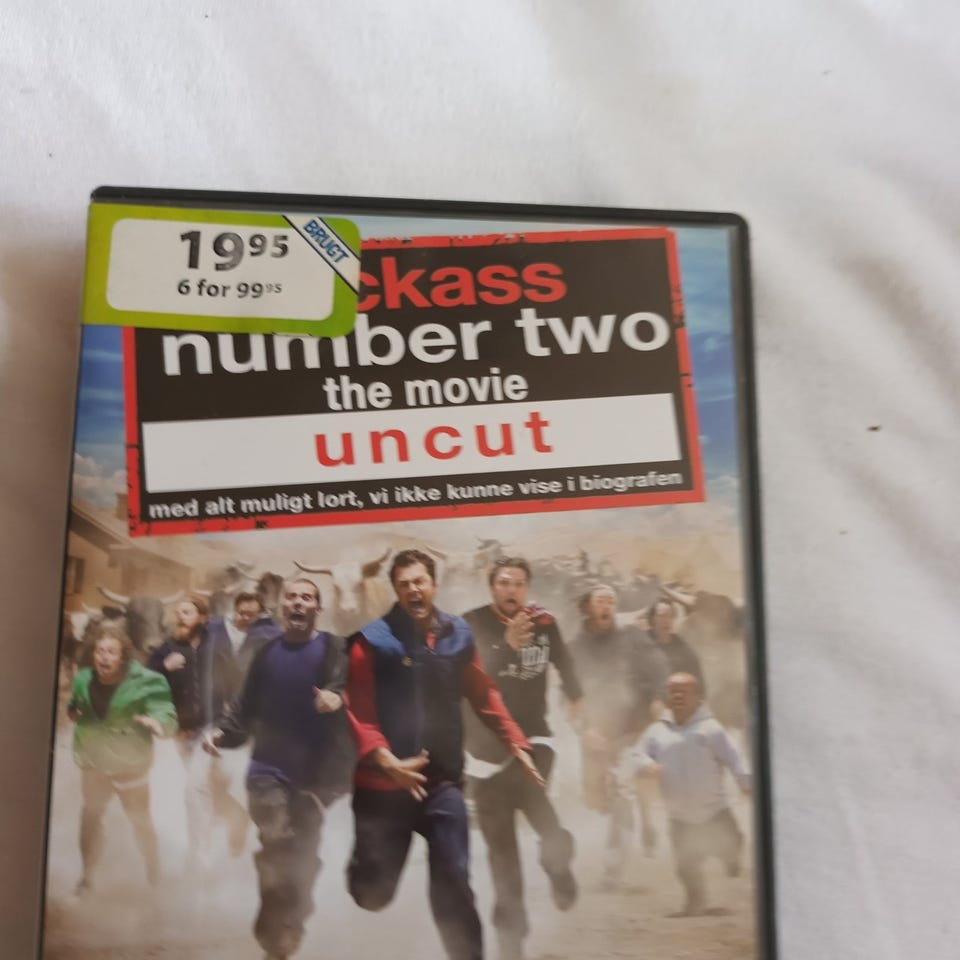 19⁹⁵
BRUGT
6 for 99⁹⁵
ckass
number two
the movie
uncut
med alt muligt lort, vi ikke kunne vise i biografen